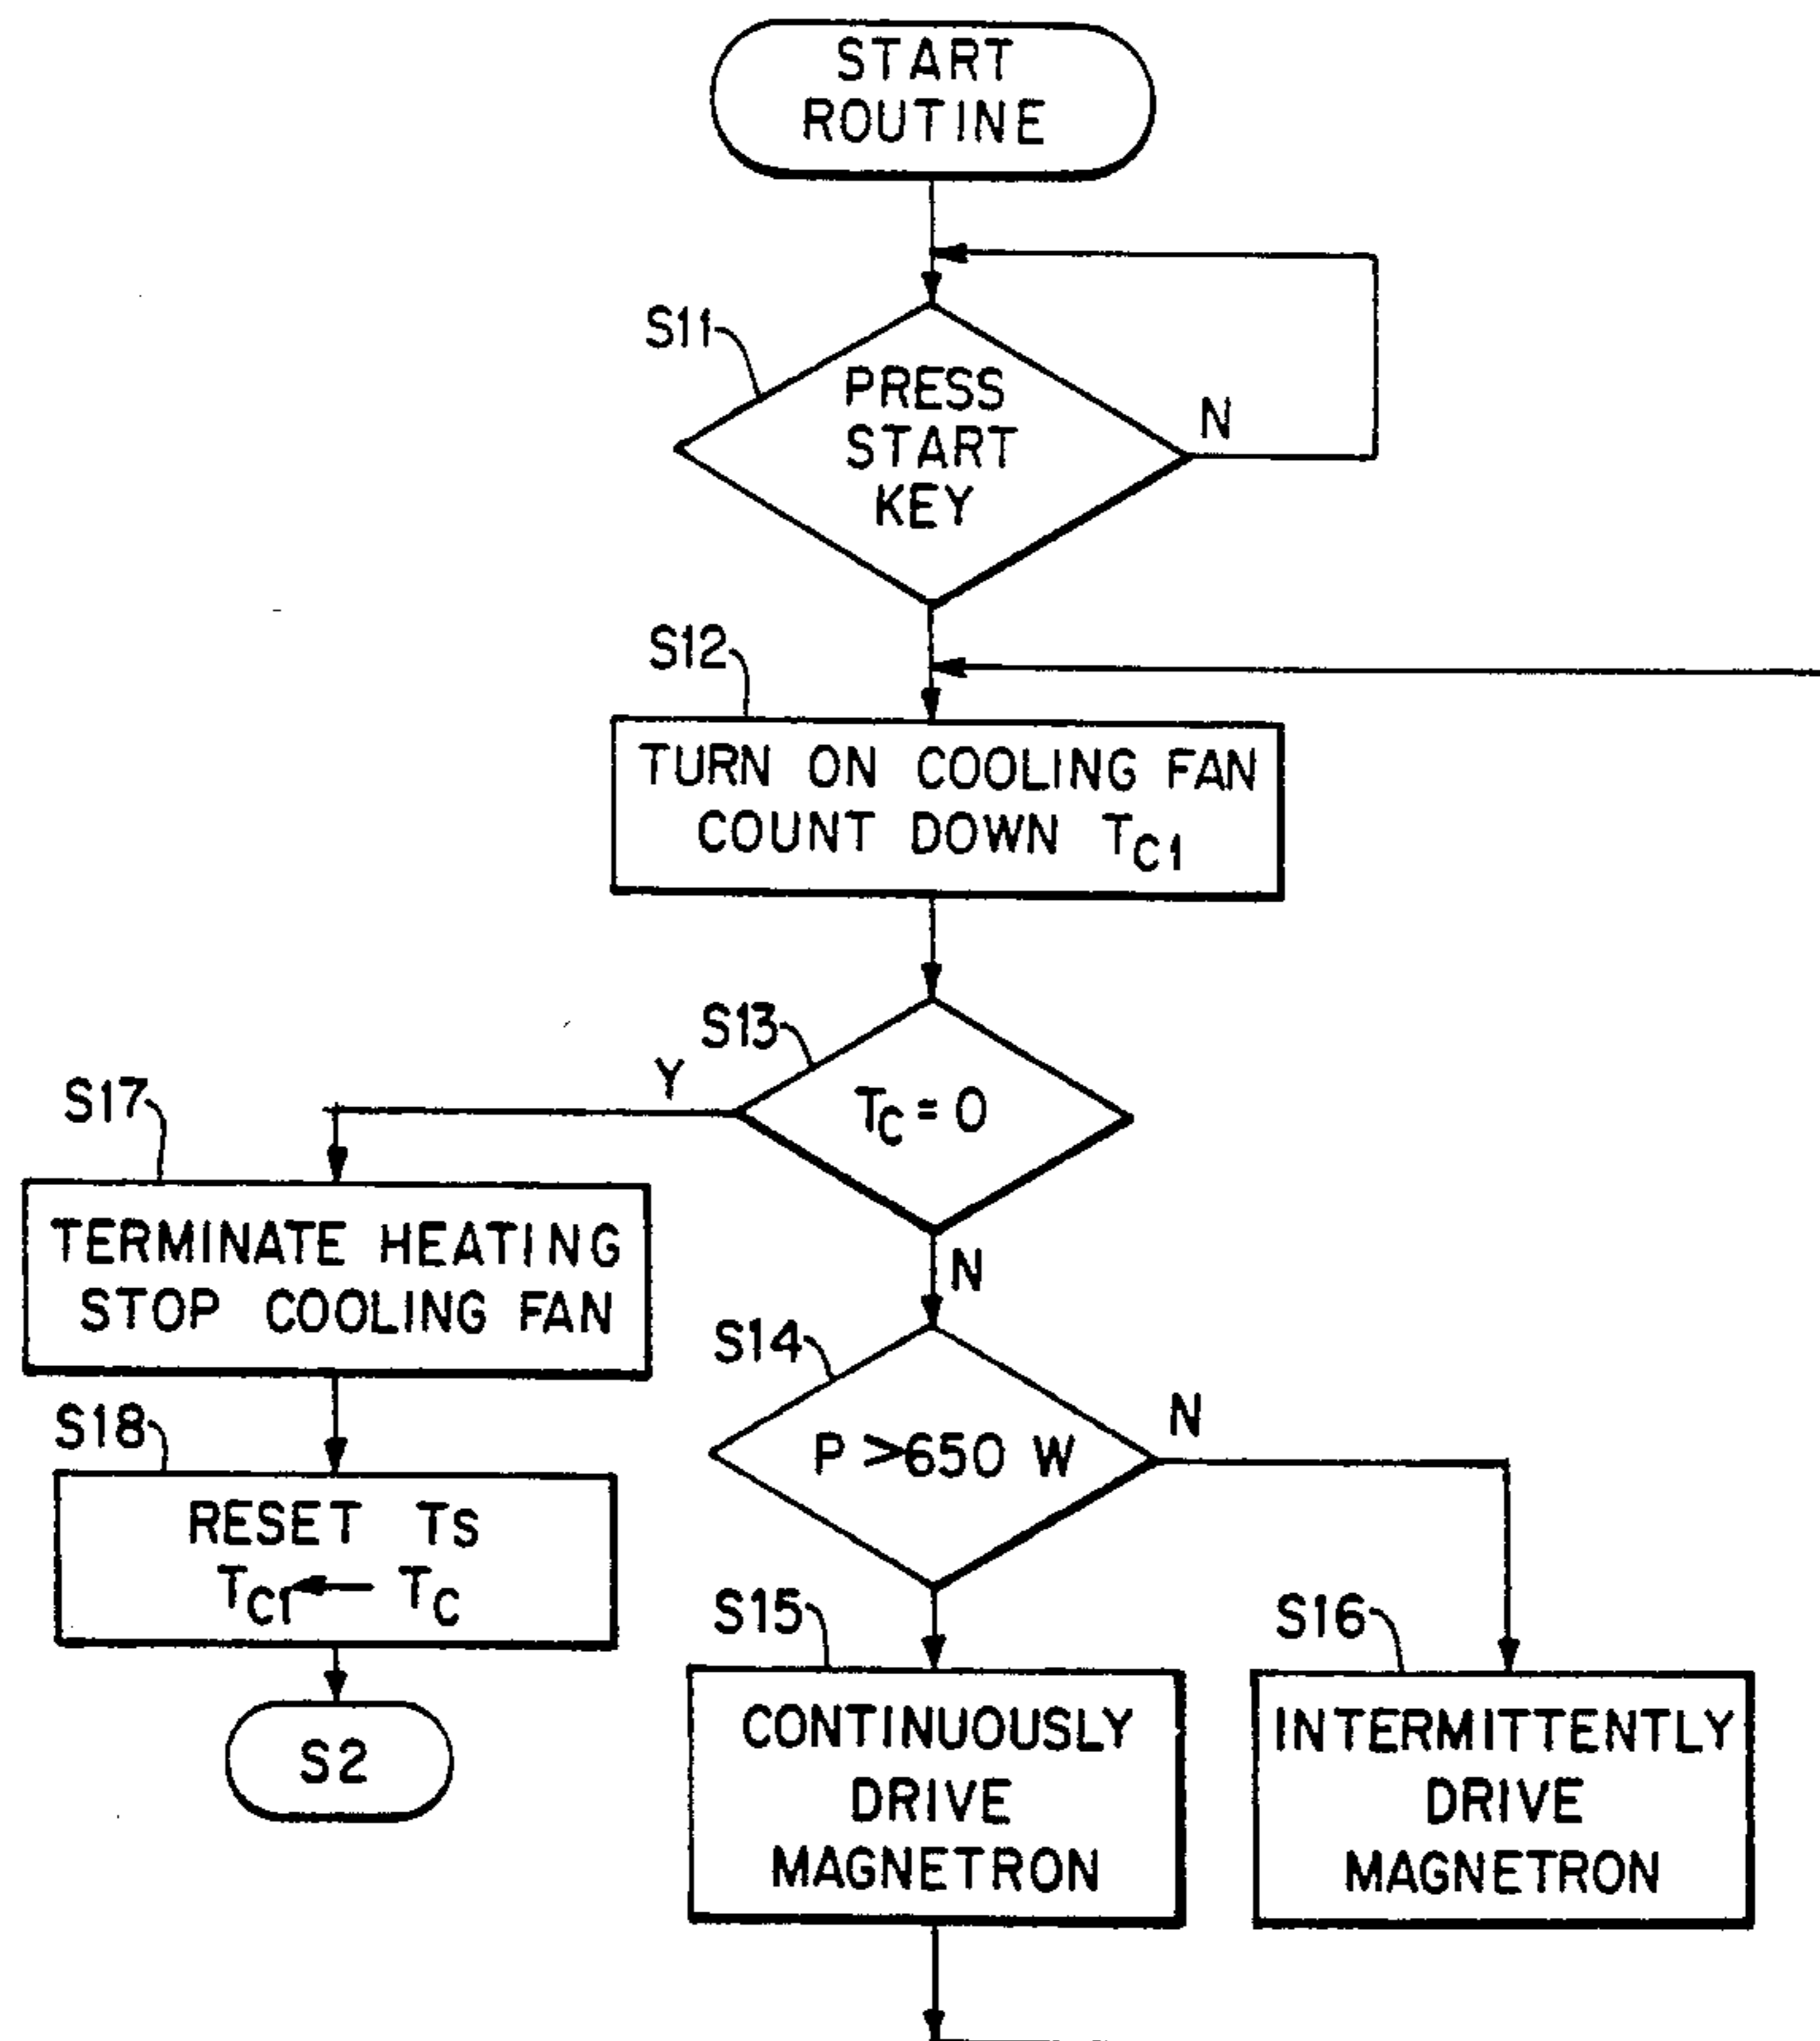 START
ROUTINE
S11
PRESS
START
KEY
N
S12
TURN ON COOLING FAN
COUNT DOWN TC1
S13
Y
TC = 0
S17
TERMINATE HEATING
STOP COOLING FAN
N
S14
P >650 W
N
S18
RESET TS
TC1 ← TC
S2
S15
CONTINUOUSLY
DRIVE
MAGNETRON
S16
INTERMITTENTLY
DRIVE
MAGNETRON